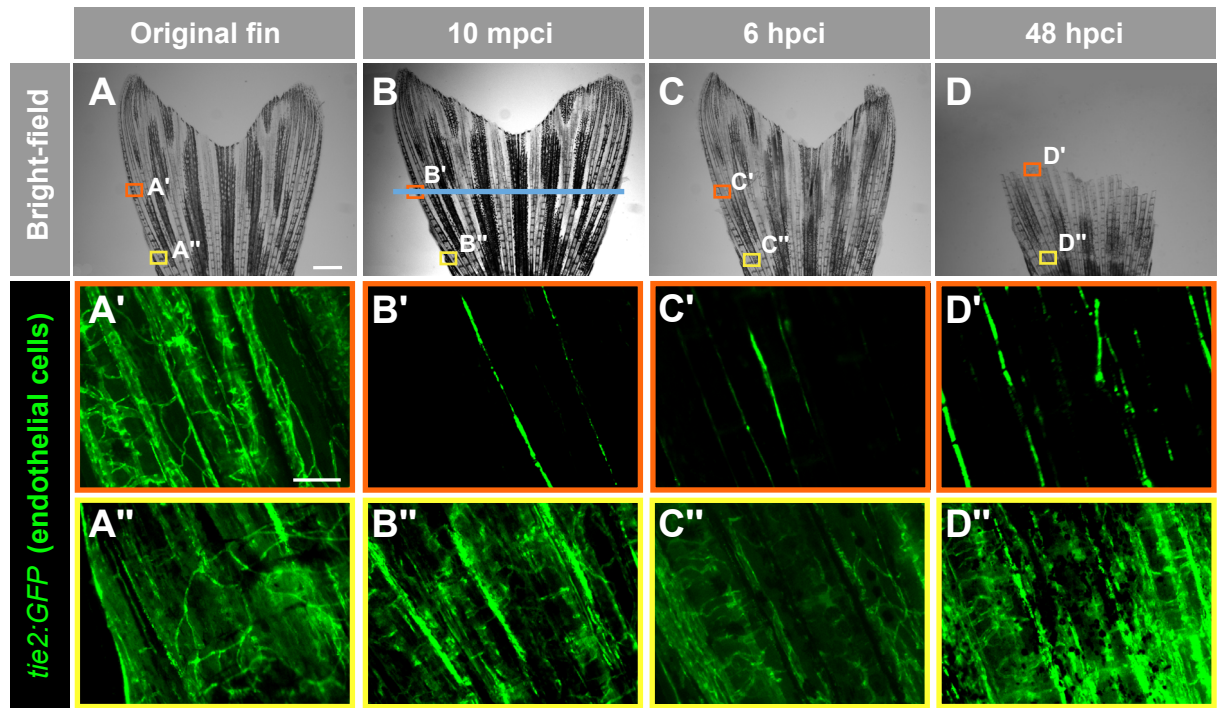 Original fin
10 mpci
6 hpci
48 hpci
Bright-field
A
B
C
D
A'
B'
C'
D'
A"
B"
C"
D"
tie2:GFP (endothelial cells)
A'
B'
C'
D'
A"
B"
C"
D"